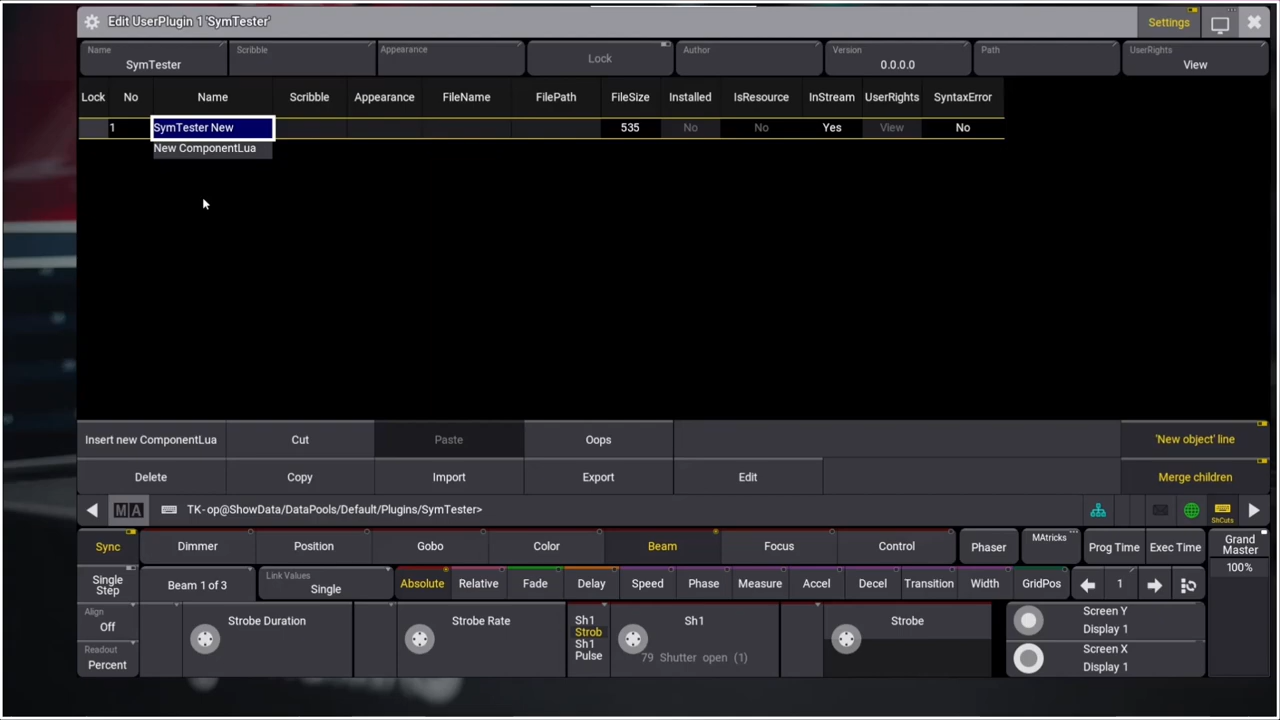 Edit UserPlugin 1 'SymTester'
Settings
Name
SymTester
Scribble
Appearance
Lock
Author
Version
0.0.0.0
Path
UserRights
View
Lock No Name Scribble Appearance FileName FilePath FileSize Installed IsResource InStream UserRights SyntaxError
1 SymTester New 535 No No Yes View No
New ComponentLua
Insert new ComponentLua Cut Paste Oops 'New object' line
Delete Copy Import Export Edit Merge children
MA TK-op@ShowData/DataPools/Default/Plugins/SymTester> ShCuts
Sync Dimmer Position Gobo Color Beam Focus Control Phaser MAtricks Prog Time Exec Time
Grand
Master
100%
Single
Step
Beam 1 of 3
Link Values
Single
Absolute Relative Fade Delay Speed Phase Measure Accel Decel Transition Width GridPos 1
Align
Off
Readout
Percent
Strobe Duration
Strobe Rate
Sh1
Strob
Sh1
Pulse
Sh1
79 Shutter open (1)
Strobe
Screen Y
Display 1
Screen X
Display 1